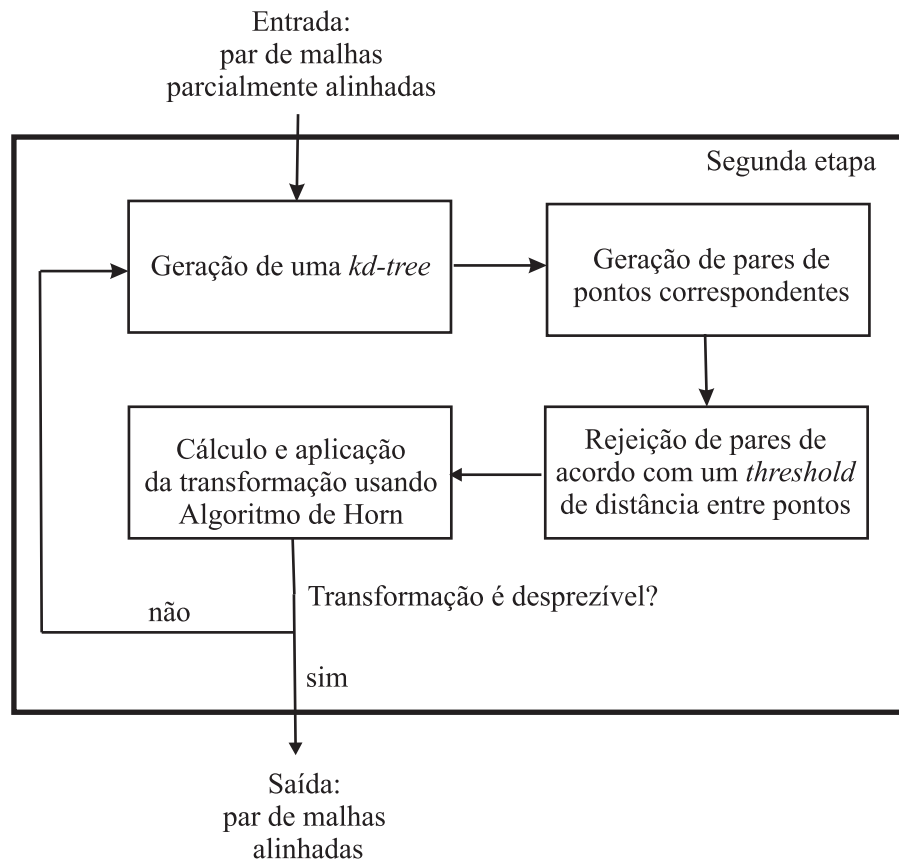 Entrada:
par de malhas
parcialmente alinhadas
Segunda etapa
Geração de uma kd-tree
Geração de pares de
pontos correspondentes
Rejeição de pares de
acordo com um threshold
de distância entre pontos
Cálculo e aplicação
da transformação usando
Algoritmo de Horn
Transformação é desprezível?
não
sim
Saída:
par de malhas
alinhadas